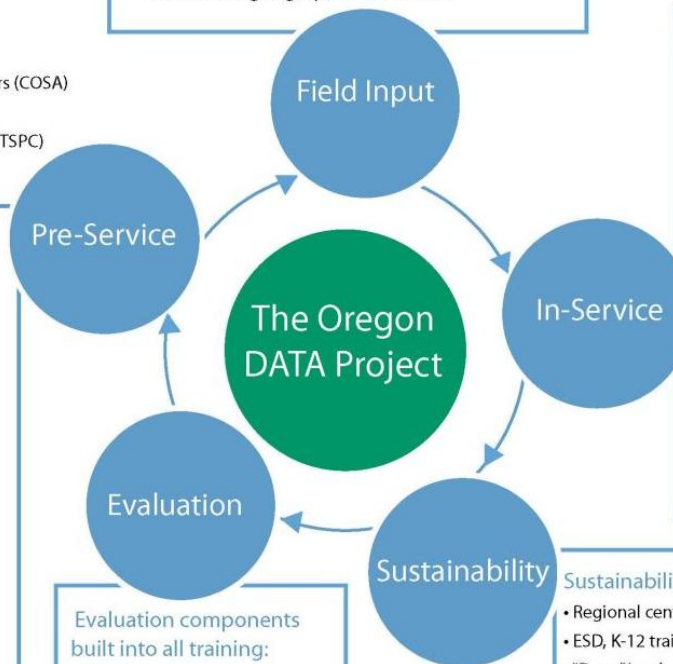 rs (COSA)
TSPC)
Field Input
Pre-Service
The Oregon
DATA Project
In-Service
Evaluation
Sustainability
Evaluation components
built into all training:
Sustainabili
• Regional cen
• ESD, K-12 trai